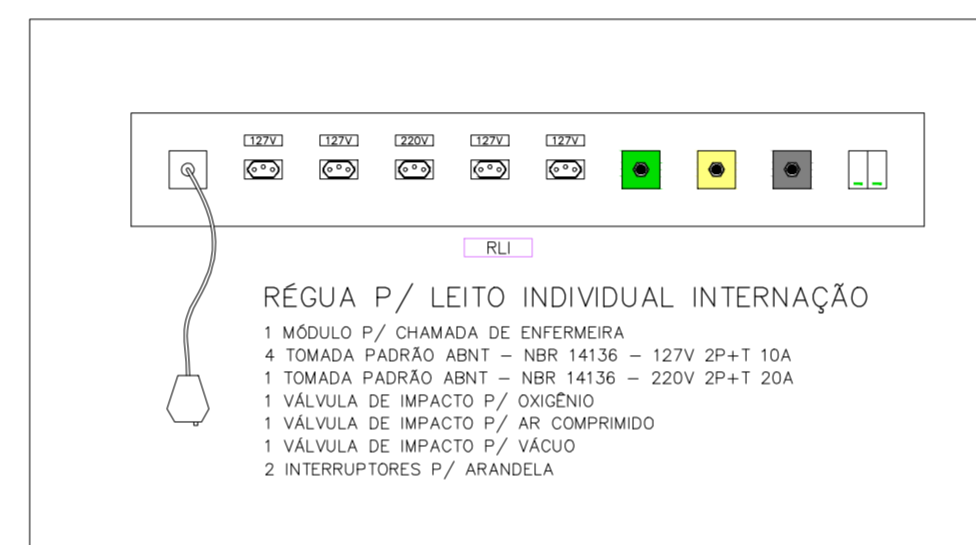 127V 127V 220V 127V 127V
RLI
RÉGUA P/ LEITO INDIVIDUAL INTERNAÇÃO
1 MÓDULO P/ CHAMADA DE ENFERMEIRA
4 TOMADA PADRÃO ABNT – NBR 14136 – 127V 2P+T 10A
1 TOMADA PADRÃO ABNT – NBR 14136 – 220V 2P+T 20A
1 VÁLVULA DE IMPACTO P/ OXIGÊNIO
1 VÁLVULA DE IMPACTO P/ AR COMPRIMIDO
1 VÁLVULA DE IMPACTO P/ VÁCUO
2 INTERRUPTORES P/ ARANDELA